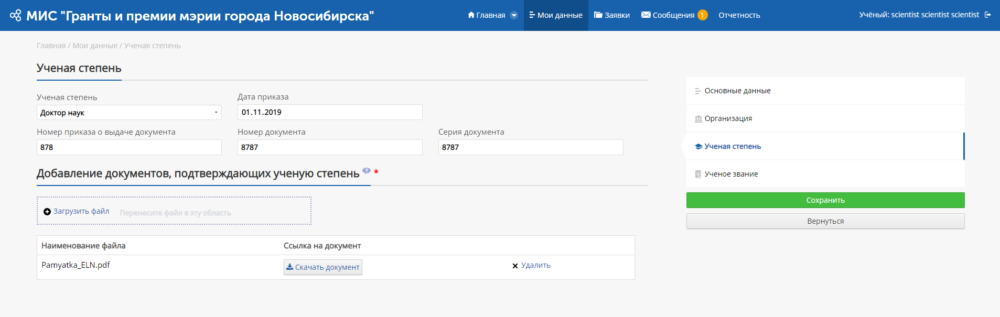 МИС "Гранты и премии мэрии города Новосибирска"
Главная
Мои данные
Заявки
Сообщения 1
Отчетность
Учёный: scientist scientist scientist
Главная / Мои данные / Ученая степень
Ученая степень
Ученая степень
Дата приказа
Доктор наук
01.11.2019
Номер приказа о выдаче документа
Номер документа
Серия документа
878
8787
8787
Добавление документов, подтверждающих ученую степень ? *
Загрузить файл
Перенесите файл в эту область
Наименование файла
Ссылка на документ
Pamyatka_ELN.pdf
Скачать документ
Удалить
Основные данные
Организация
Ученая степень
Ученое звание
Сохранить
Вернуться